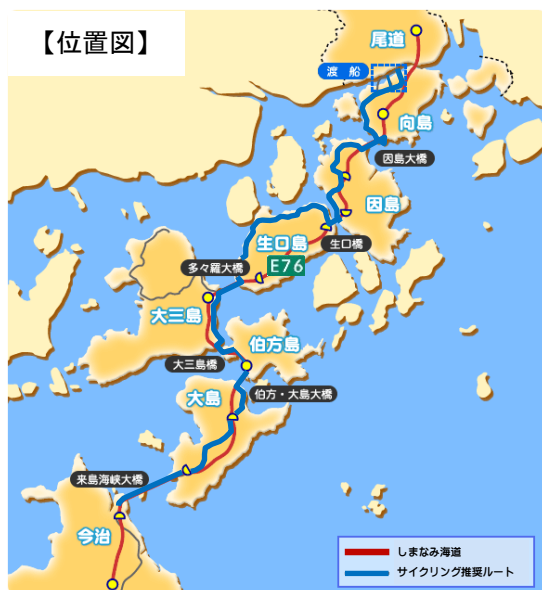 【位置図】
尾道
渡船
向島
因島大橋
因島
生口島
生口橋
E76
多々羅大橋
大三島
伯方島
大三島橋
大島
伯方・大島大橋
来島海峡大橋
今治
しまなみ海道
サイクリング推奨ルート